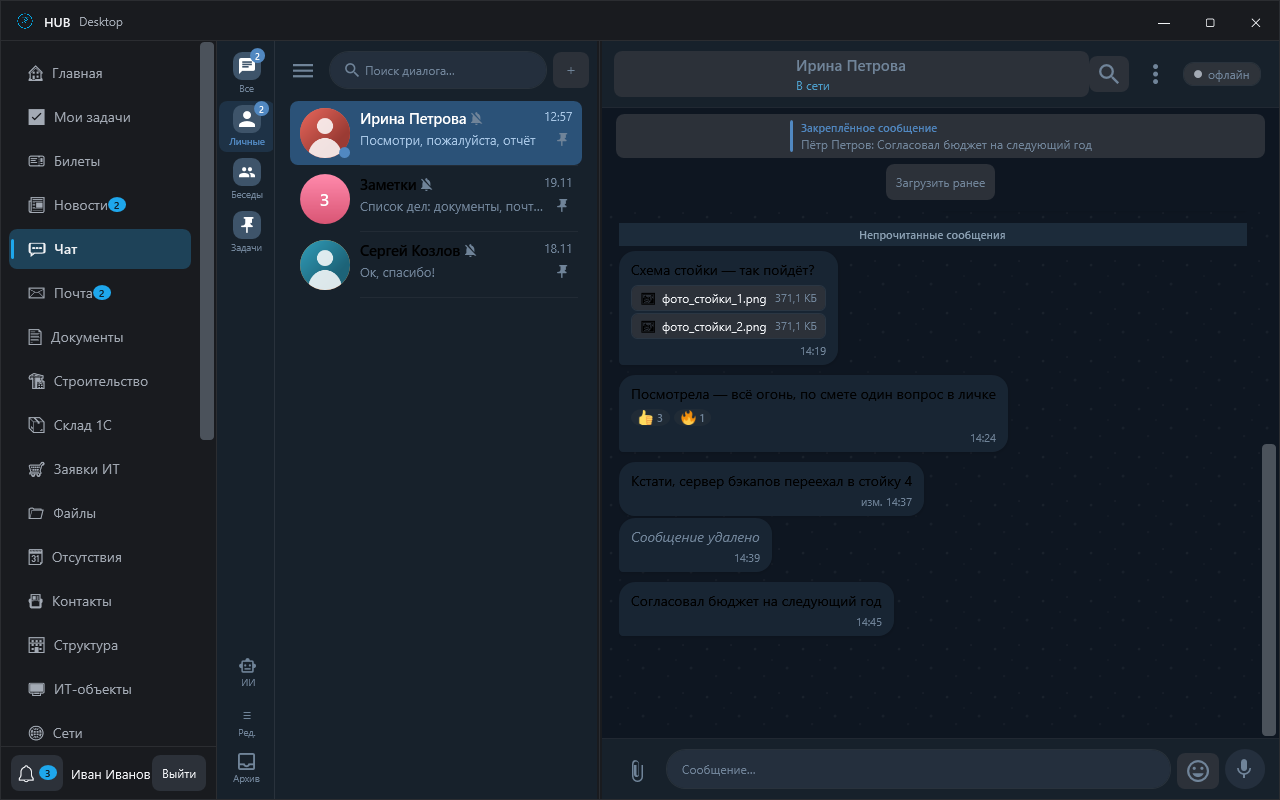 HUB Desktop
Главная
Мои задачи
Билеты
Новости 2
Чат
Почта 2
Документы
Строительство
Склад 1С
Заявки ИТ
Файлы
31 Отсутствия
Контакты
Структура
ИТ-объекты
Сети
3 Иван Иванов Выйти
2
Все
2
Личные
Беседы
Задачи
ИИ
Ред.
Архив
Поиск диалога... +
Ирина Петрова 12:57
Посмотри, пожалуйста, отчёт
З
Заметки 19.11
Список дел: документы, почт...
Сергей Козлов 18.11
Ок, спасибо!
Ирина Петрова
В сети
офлайн
Закреплённое сообщение
Пётр Петров: Согласовал бюджет на следующий год
Загрузить ранее
Непрочитанные сообщения
Схема стойки — так пойдёт?
фото_стойки_1.png 371,1 КБ
фото_стойки_2.png 371,1 КБ
14:19
Посмотрела — всё огонь, по смете один вопрос в личке
👍 3 🔥 1
14:24
Кстати, сервер бэкапов переехал в стойку 4
изм. 14:37
Сообщение удалено
14:39
Согласовал бюджет на следующий год
14:45
Сообщение...